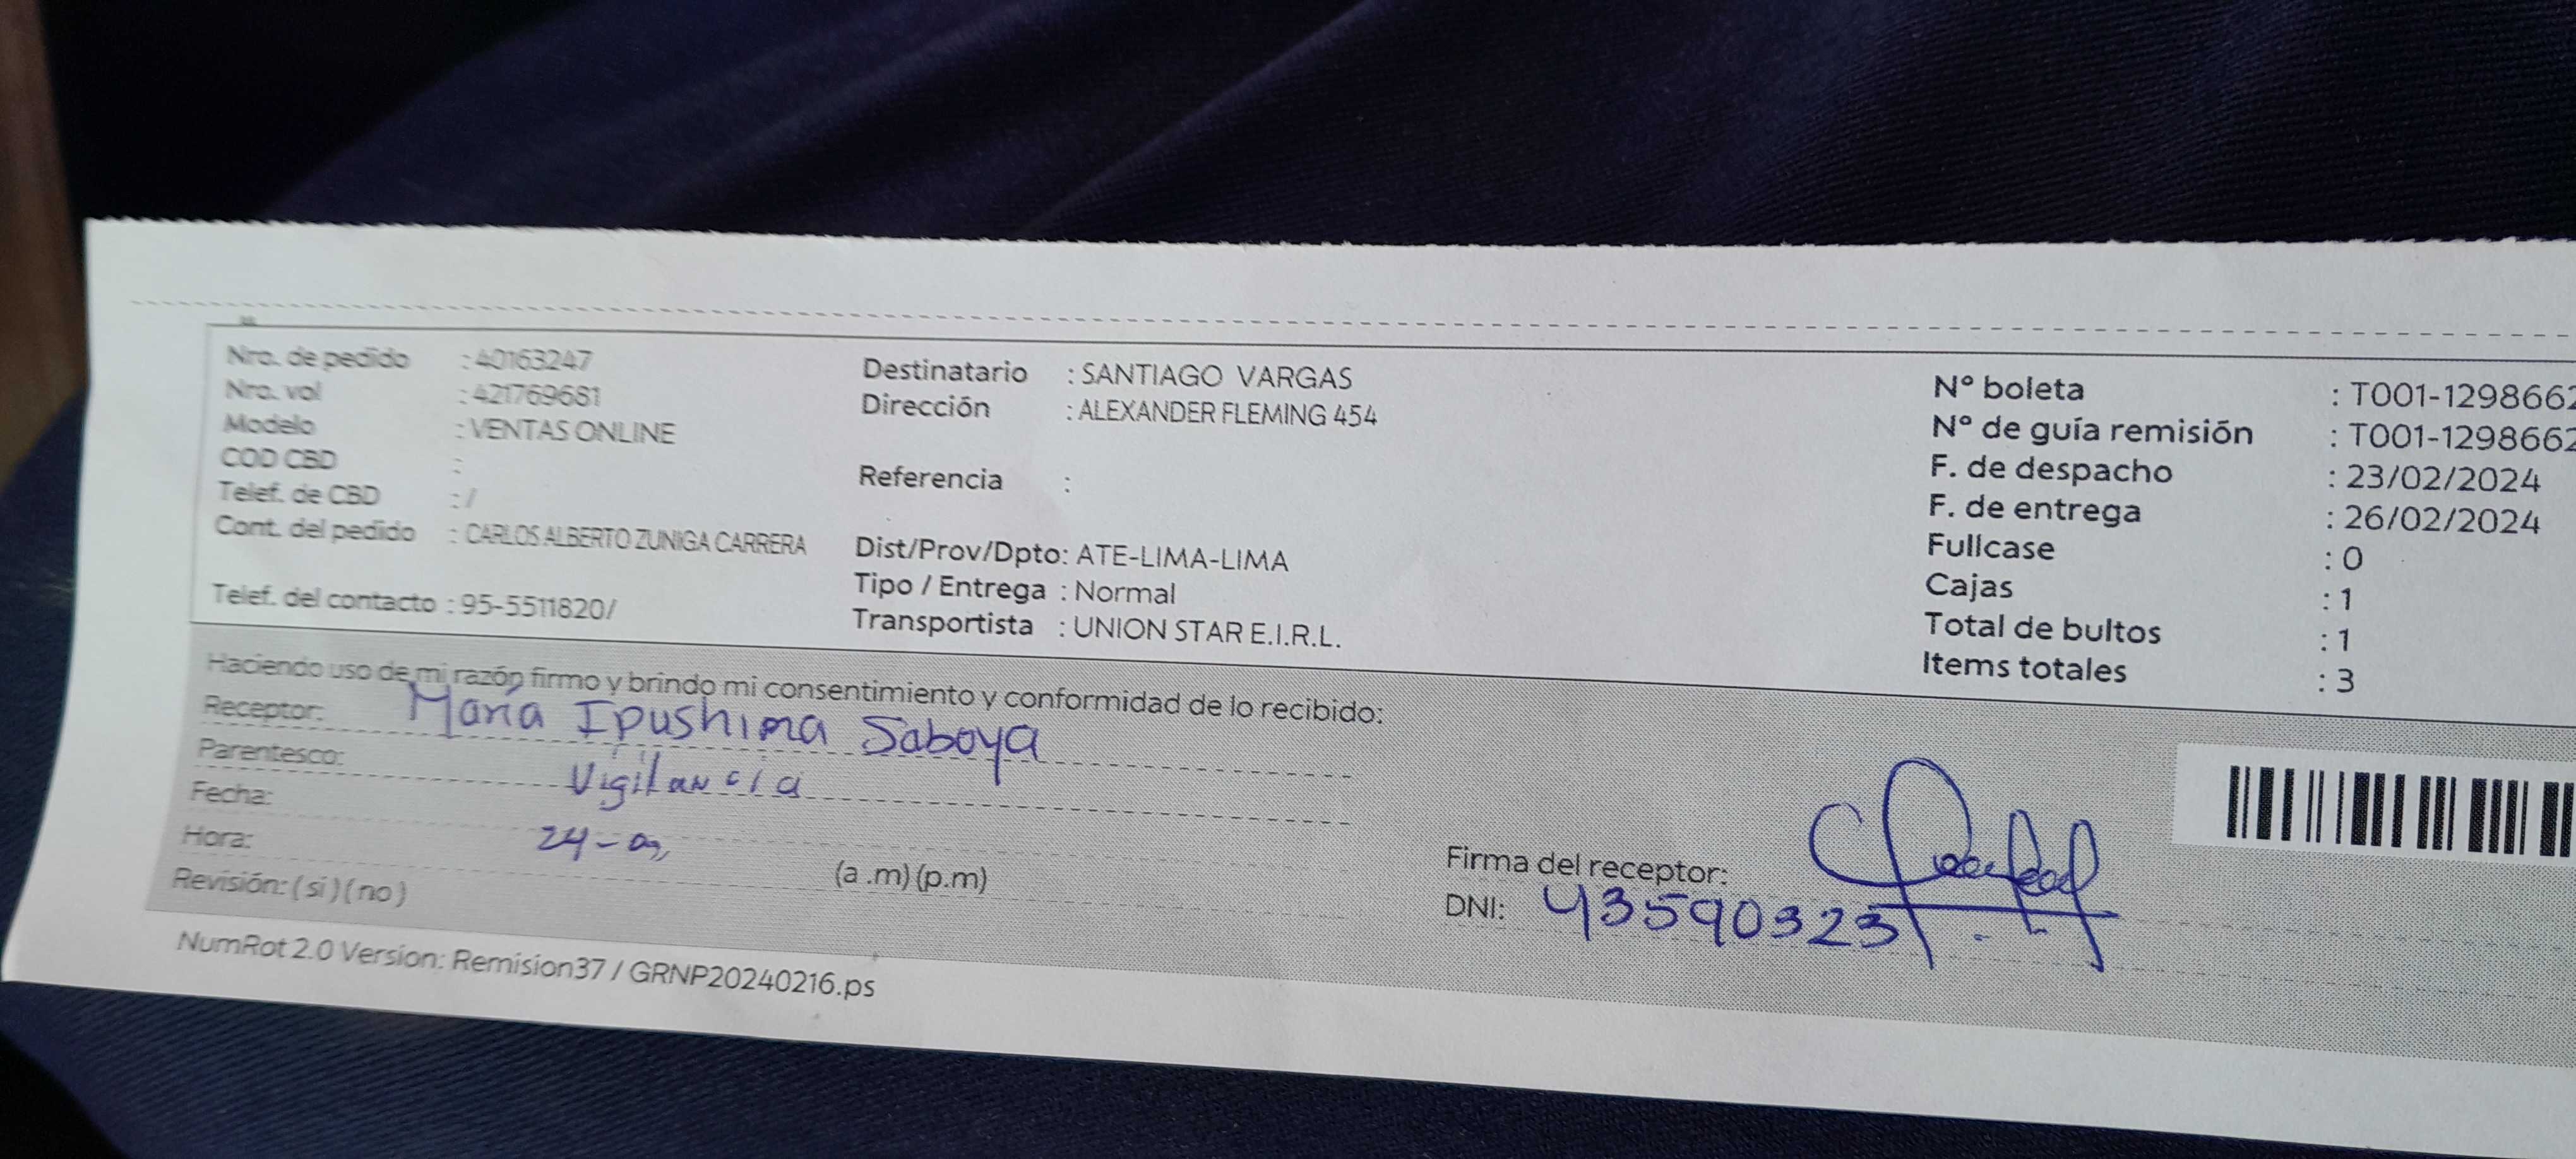 Nro. de pedido : 40163247
Nro. vol : 421769681
Modelo : VENTAS ONLINE
COD CBD :
Telef. de CBD : /
Cont. del pedido : CARLOS ALBERTO ZUNIGA CARRERA
Telef. del contacto : 95-5511820/
Destinatario : SANTIAGO VARGAS
Dirección : ALEXANDER FLEMING 454
Referencia :
Dist/Prov/Dpto: ATE-LIMA-LIMA
Tipo / Entrega : Normal
Transportista : UNION STAR E.I.R.L.
Nº boleta : T001-1298662
Nº de guía remisión : T001-1298662
F. de despacho : 23/02/2024
F. de entrega : 26/02/2024
Fullcase : 0
Cajas : 1
Total de bultos : 1
Items totales : 3
Haciendo uso de mi razón firmo y brindo mi consentimiento y conformidad de lo recibido:
Receptor: María Ipushima Saboya
Parentesco: Vigilancia
Fecha: 24-
Hora: (a .m) (p.m)
Revisión: ( si ) ( no )
Firma del receptor:
DNI: 43590323
NumRot 2.0 Version: Remision37 / GRNP20240216.ps